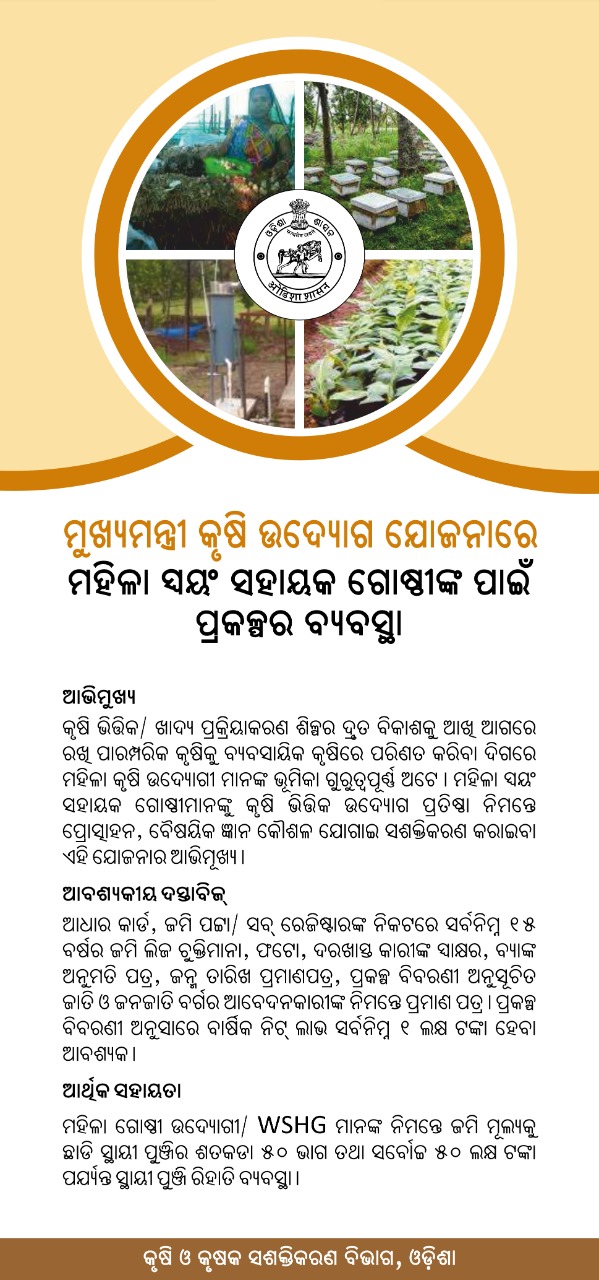 ଓଡ଼ିଶା ଶାସନ
ओडिशा शासन
ମୁଖ୍ୟମନ୍ତ୍ରୀ କୃଷି ଉଦ୍ୟୋଗ ଯୋଜନାରେ
ମହିଳା ସ୍ୱୟଂ ସହାୟକ ଗୋଷ୍ଠୀଙ୍କ ପାଇଁ
ପ୍ରକଳ୍ପର ବ୍ୟବସ୍ଥା
ଆଭିମୁଖ୍ୟ
କୃଷି ଭିତ୍ତିକ/ ଖାଦ୍ୟ ପ୍ରକ୍ରିୟାକରଣ ଶିଳ୍ପର ଦ୍ରୁତ ବିକାଶକୁ ଆଖି ଆଗରେ
ରଖି ପାରମ୍ପରିକ କୃଷିକୁ ବ୍ୟବସାୟିକ କୃଷିରେ ପରିଣତ କରିବା ଦିଗରେ
ମହିଳା କୃଷି ଉଦ୍ୟୋଗୀ ମାନଙ୍କ ଭୂମିକା ଗୁରୁତ୍ୱପୂର୍ଣ୍ଣ ଅଟେ । ମହିଳା ସ୍ୱୟଂ
ସହାୟକ ଗୋଷ୍ଠୀମାନଙ୍କୁ କୃଷି ଭିତ୍ତିକ ଉଦ୍ୟୋଗ ପ୍ରତିଷ୍ଠା ନିମନ୍ତେ
ପ୍ରୋତ୍ସାହନ, ବୈଷୟିକ ଜ୍ଞାନ କୌଶଳ ଯୋଗାଇ ସଶକ୍ତିକରଣ କରାଇବା
ଏହି ଯୋଜନାର ଆଭିମୂଖ୍ୟ ।
ଆବଶ୍ୟକୀୟ ଦସ୍ତାବିଜ୍
ଆଧାର କାର୍ଡ, ଜମି ପଟ୍ଟା/ ସବ୍ ରେଜିଷ୍ଟାରଙ୍କ ନିକଟରେ ସର୍ବନିମ୍ନ ୧୫
ବର୍ଷର ଜମି ଲିଜ ଚୁକ୍ତିମାନା, ଫଟୋ, ଦରଖାସ୍ତ କାରୀଙ୍କ ସ୍ୱାକ୍ଷର, ବ୍ୟାଙ୍କ
ଅନୁମତି ପତ୍ର, ଜନ୍ମ ତାରିଖ ପ୍ରମାଣପତ୍ର, ପ୍ରକଳ୍ପ ବିବରଣୀ ଅନୁସୂଚିତ
ଜାତି ଓ ଜନଜାତି ବର୍ଗର ଆବେଦନକାରୀଙ୍କ ନିମନ୍ତେ ପ୍ରମାଣ ପତ୍ର । ପ୍ରକଳ୍ପ
ବିବରଣୀ ଅନୁସାରେ ବାର୍ଷିକ ନିଟ୍ ଲାଭ ସର୍ବନିମ୍ନ ୧ ଲକ୍ଷ ଟଙ୍କା ହେବା
ଆବଶ୍ୟକ ।
ଆର୍ଥିକ ସହାୟତା
ମହିଳା ଗୋଷ୍ଠୀ ଉଦ୍ୟୋଗୀ/ WSHG ମାନଙ୍କ ନିମନ୍ତେ ଜମି ମୂଲ୍ୟକୁ
ଛାଡି ସ୍ଥାୟୀ ପୁଞ୍ଜିର ଶତକଡା ୫୦ ଭାଗ ତଥା ସର୍ବୋଚ୍ଚ ୫୦ ଲକ୍ଷ ଟଙ୍କା
ପର୍ଯ୍ୟନ୍ତ ସ୍ଥାୟୀ ପୁଞ୍ଜି ରିହାତି ବ୍ୟବସ୍ଥା ।
କୃଷି ଓ କୃଷକ ସଶକ୍ତିକରଣ ବିଭାଗ, ଓଡ଼ିଶା